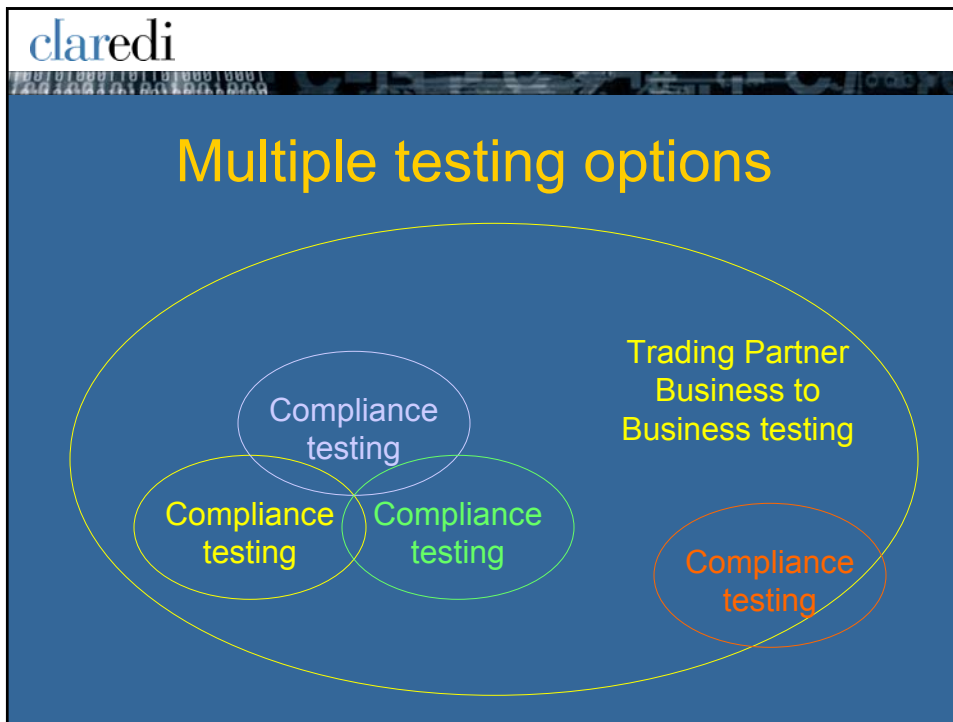 claredi
Multiple testing options
Trading Partner
Business to
Business testing
Compliance
testing
Compliance
testing
Compliance
testing
Compliance
testing